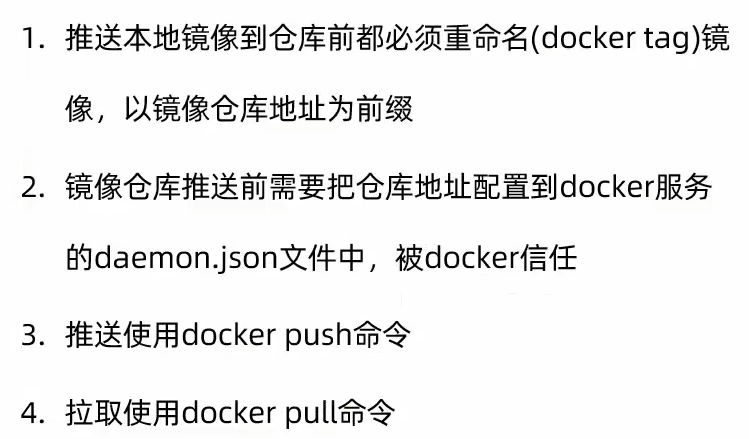 1. 推送本地镜像到仓库前都必须重命名(docker tag)镜
像，以镜像仓库地址为前缀
2. 镜像仓库推送前需要把仓库地址配置到docker服务
的daemon.json文件中，被docker信任
3. 推送使用docker push命令
4. 拉取使用docker pull命令